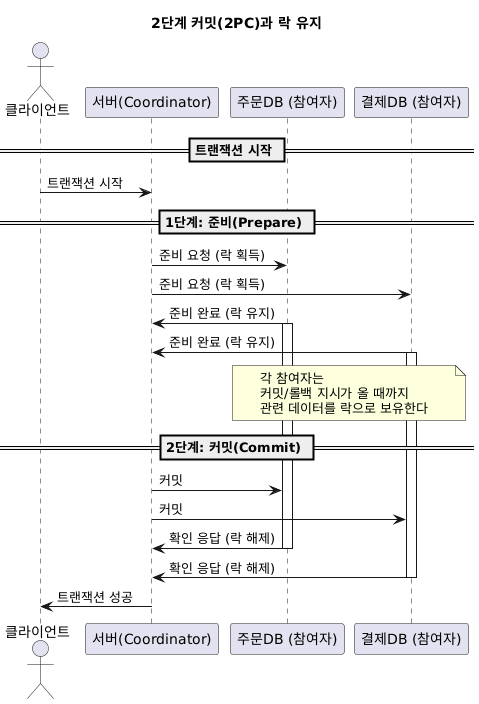 2단계 커밋(2PC)과 락 유지
클라이언트
서버(Coordinator)
주문DB (참여자)
결제DB (참여자)
트랜잭션 시작
트랜잭션 시작
1단계: 준비(Prepare)
준비 요청 (락 획득)
준비 요청 (락 획득)
준비 완료 (락 유지)
준비 완료 (락 유지)
각 참여자는
커밋/롤백 지시가 올 때까지
관련 데이터를 락으로 보유한다
2단계: 커밋(Commit)
커밋
커밋
확인 응답 (락 해제)
확인 응답 (락 해제)
트랜잭션 성공
클라이언트
서버(Coordinator)
주문DB (참여자)
결제DB (참여자)